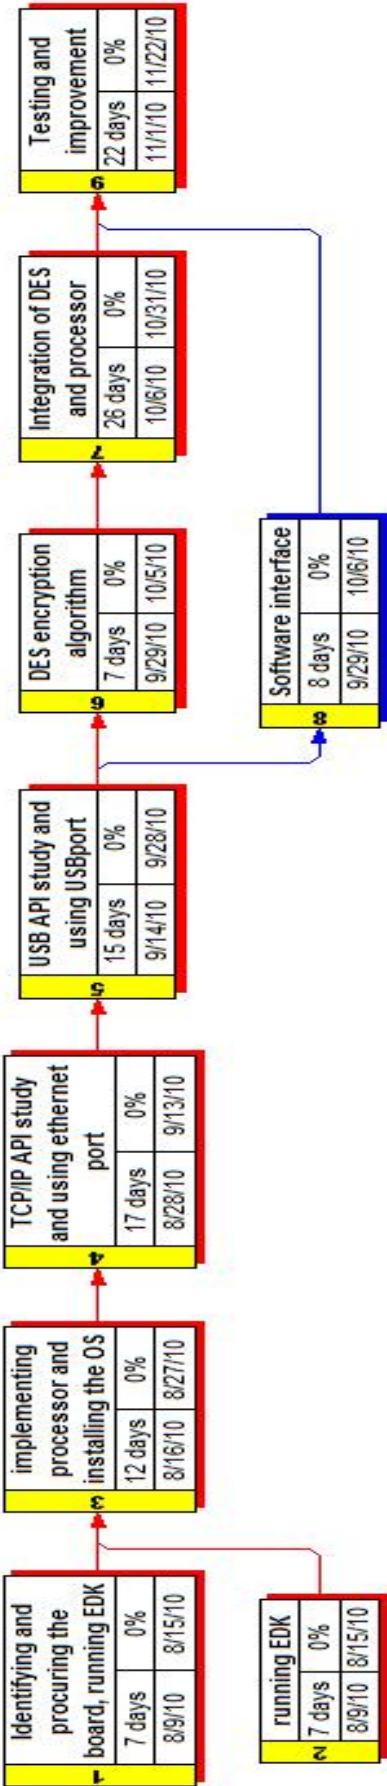 1
Identifying and
procuring the
board, running EDK
7 days 0%
8/9/10 8/15/10
3
implementing
processor and
installing the OS
12 days 0%
8/16/10 8/27/10
4
TCP/IP API study
and using ethernet
port
17 days 0%
8/28/10 9/13/10
5
USB API study and
using USBport
15 days 0%
9/14/10 9/28/10
6
DES encryption
algorithm
7 days 0%
9/29/10 10/5/10
7
Integration of DES
and processor
26 days 0%
10/6/10 10/31/10
9
Testing and
improvement
22 days 0%
11/1/10 11/22/10
2
running EDK
7 days 0%
8/9/10 8/15/10
8
Software interface
8 days 0%
9/29/10 10/6/10